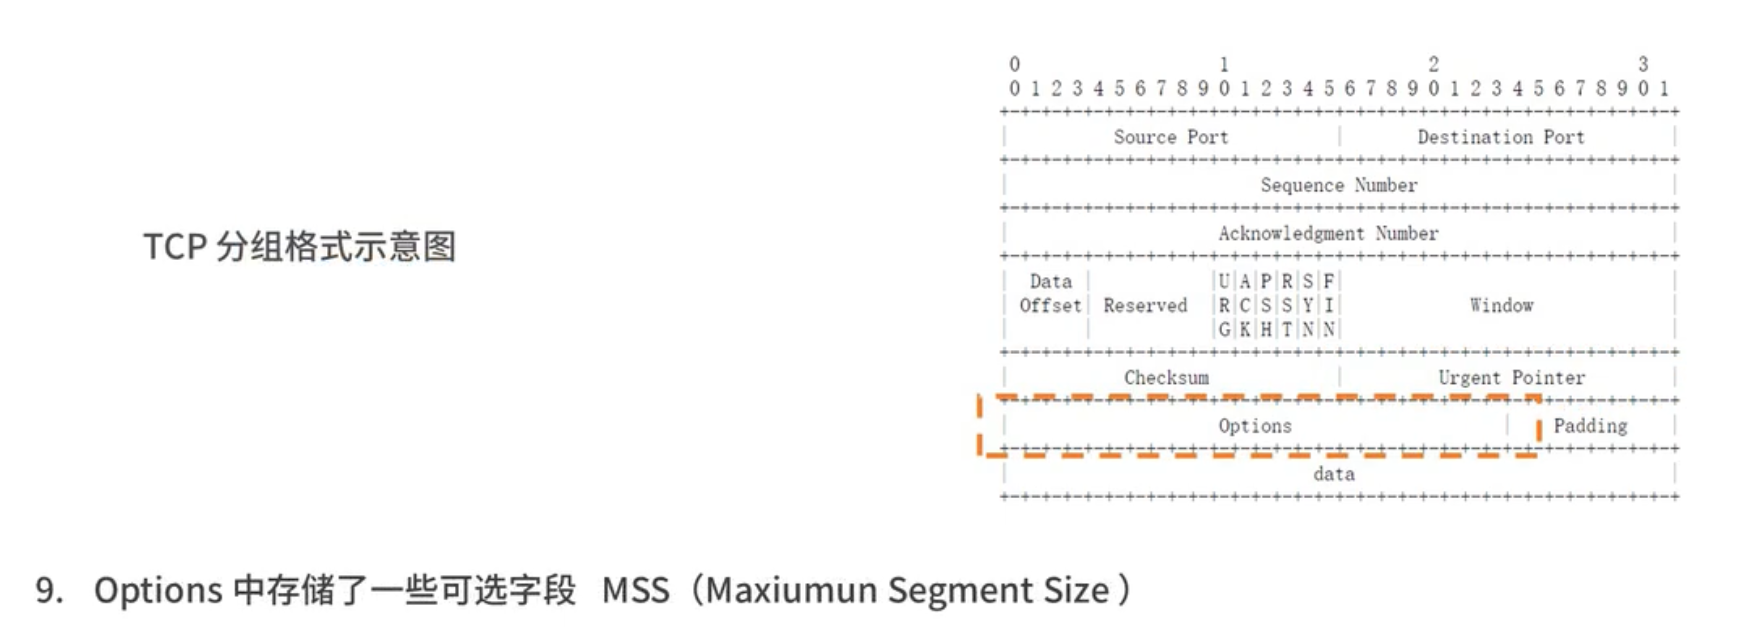 0 1 2 3
0 1 2 3 4 5 6 7 8 9 0 1 2 3 4 5 6 7 8 9 0 1 2 3 4 5 6 7 8 9 0 1
Source Port Destination Port
Sequence Number
TCP 分组格式示意图
Acknowledgment Number
Data |U|A|P|R|S|F|
Offset| Reserved |R|C|S|S|Y|I| Window
|G|K|H|T|N|N|
Checksum Urgent Pointer
Options Padding
data
9. Options 中存储了一些可选字段 MSS（Maxiumun Segment Size ）